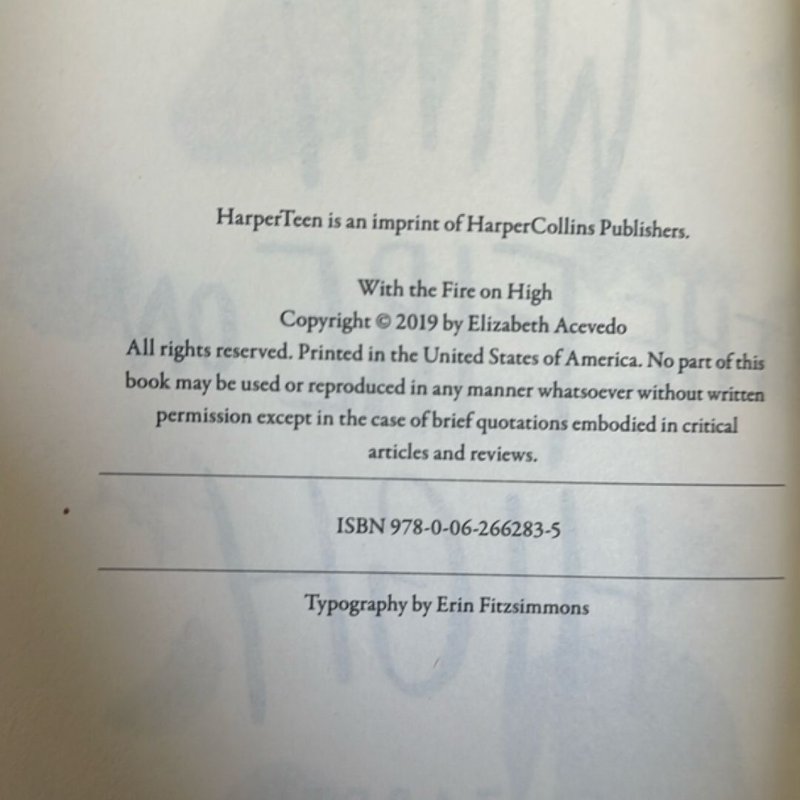 HarperTeen is an imprint of HarperCollins Publishers.
With the Fire on High
Copyright © 2019 by Elizabeth Acevedo
All rights reserved. Printed in the United States of America. No part of this
book may be used or reproduced in any manner whatsoever without written
permission except in the case of brief quotations embodied in critical
articles and reviews.
ISBN 978-0-06-266283-5
Typography by Erin Fitzsimmons